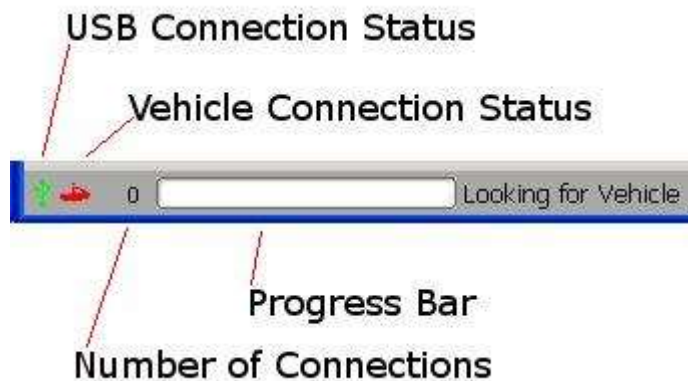 USB Connection Status
Vehicle Connection Status
0 Looking for Vehicle
Progress Bar
Number of Connections